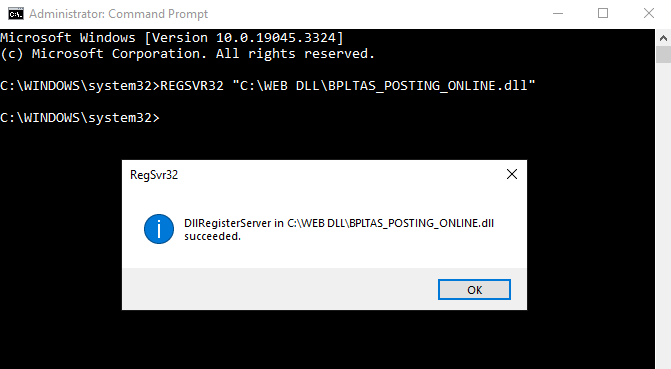 Administrator: Command Prompt
Microsoft Windows [Version 10.0.19045.3324]
(c) Microsoft Corporation. All rights reserved.
C:\WINDOWS\system32>REGSVR32 "C:\WEB DLL\BPLTAS_POSTING_ONLINE.dll"
C:\WINDOWS\system32>
RegSvr32
DllRegisterServer in C:\WEB DLL\BPLTAS_POSTING_ONLINE.dll
succeeded.
OK